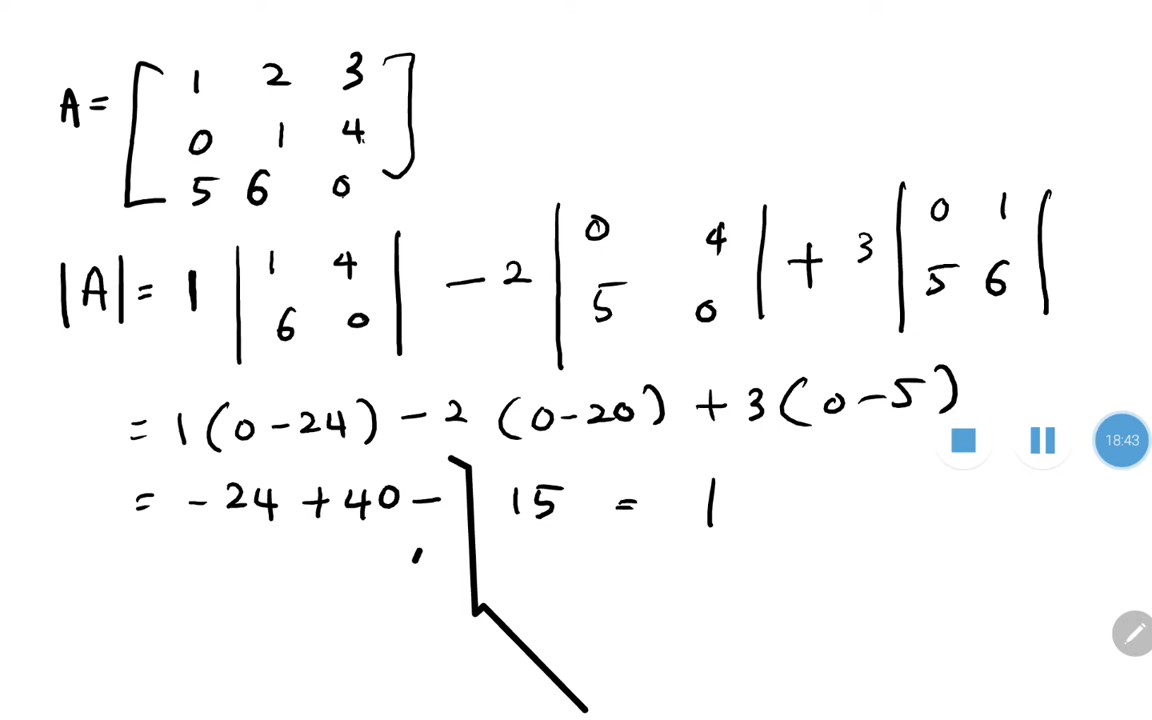 A = [ 1 2 3
0 1 4
5 6 0 ]
|A| = 1 | 1 4 | - 2 | 0 4 | + 3 | 0 1 |
| 6 0 | | 5 0 | | 5 6 |
= 1 (0 - 24) - 2 (0 - 20) + 3 (0 - 5)
= - 24 + 40 - 15 = 1
18:43